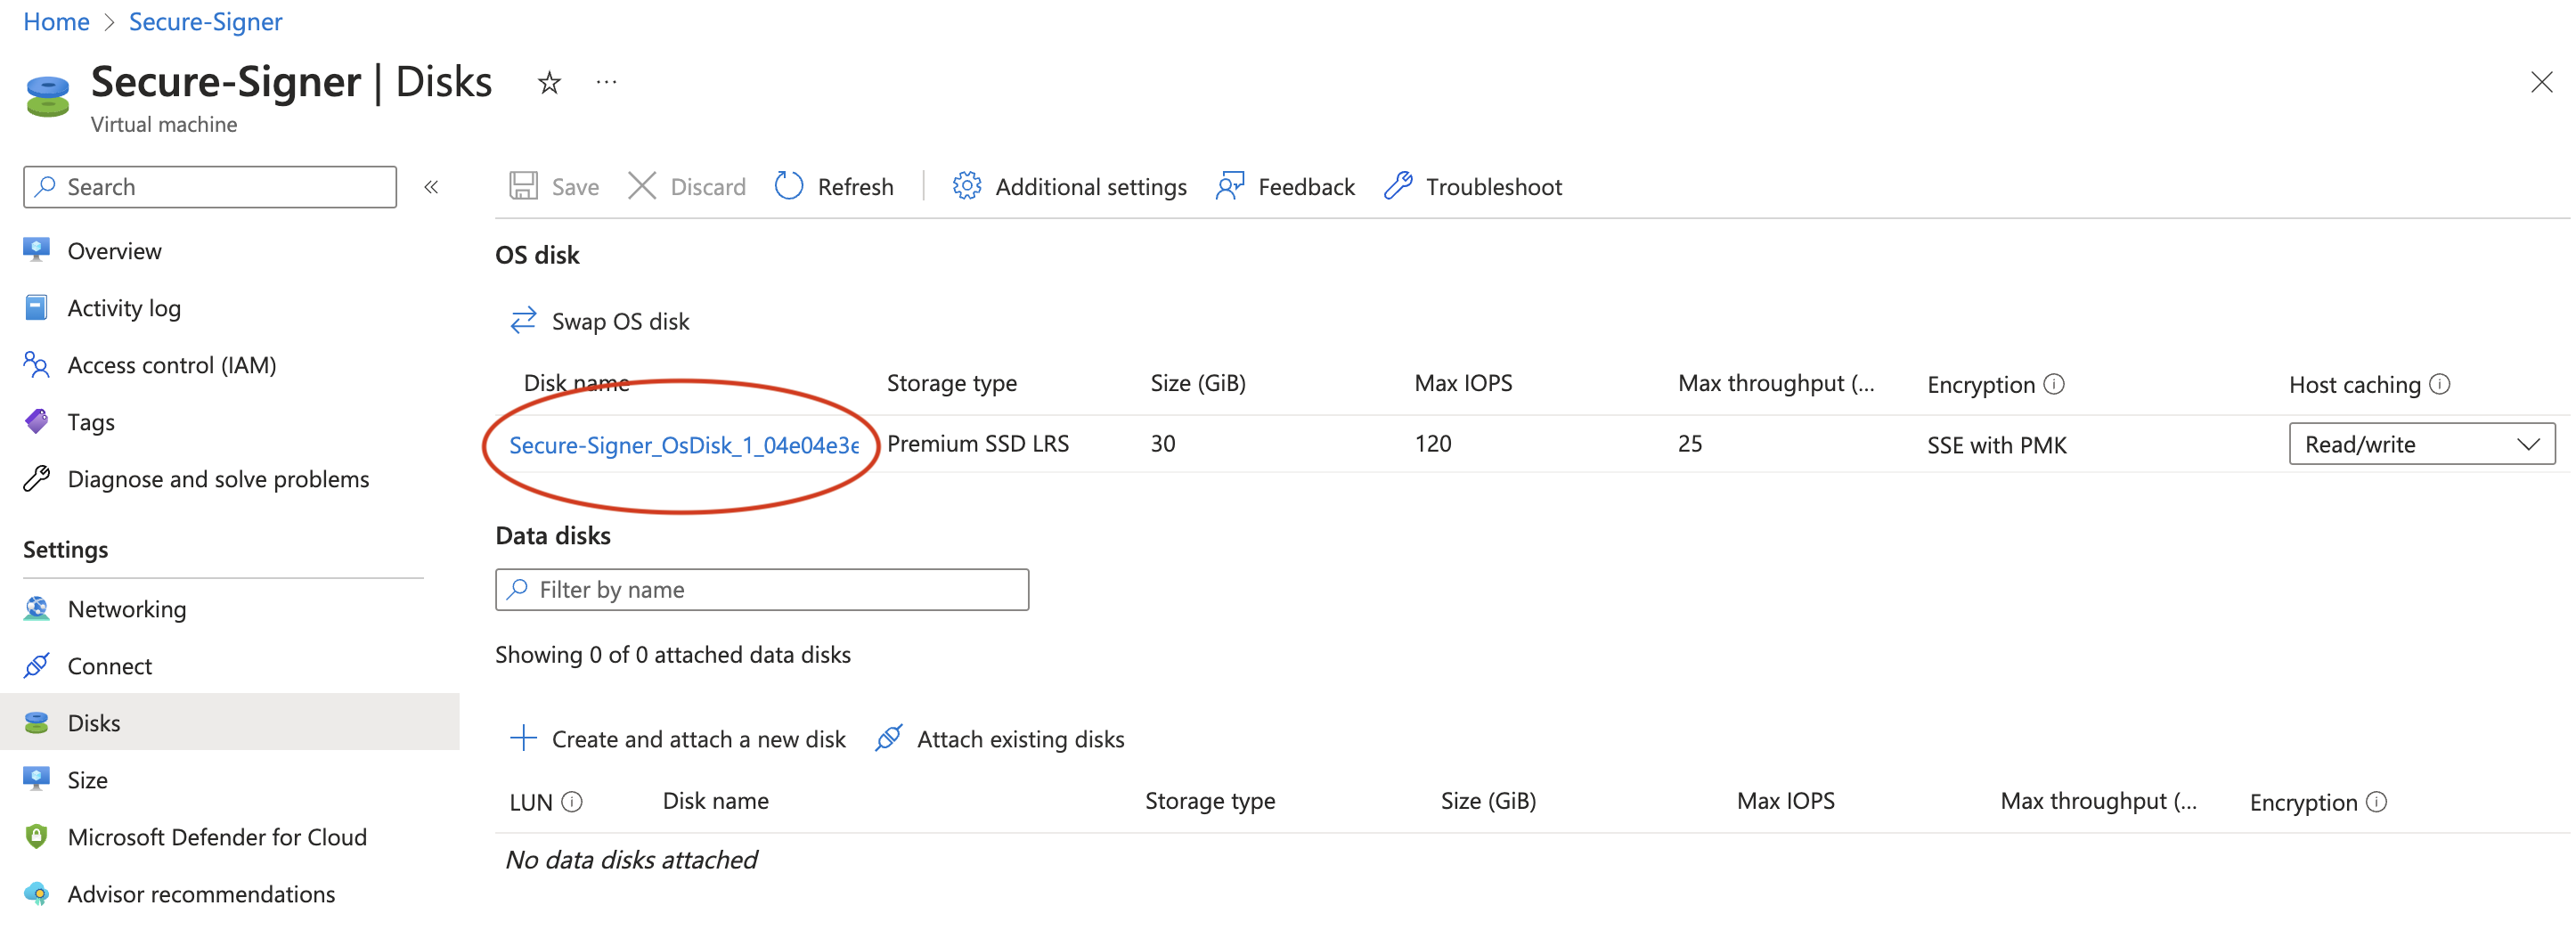 Home > Secure-Signer
Secure-Signer | Disks
Virtual machine
Search
Overview
Activity log
Access control (IAM)
Tags
Diagnose and solve problems
Settings
Networking
Connect
Disks
Size
Microsoft Defender for Cloud
Advisor recommendations
Save Discard Refresh Additional settings Feedback Troubleshoot
OS disk
Swap OS disk
Disk name Storage type Size (GiB) Max IOPS Max throughput (... Encryption Host caching
Secure-Signer_OsDisk_1_04e04e3e Premium SSD LRS 30 120 25 SSE with PMK Read/write
Data disks
Filter by name
Showing 0 of 0 attached data disks
Create and attach a new disk Attach existing disks
LUN Disk name Storage type Size (GiB) Max IOPS Max throughput (... Encryption
No data disks attached